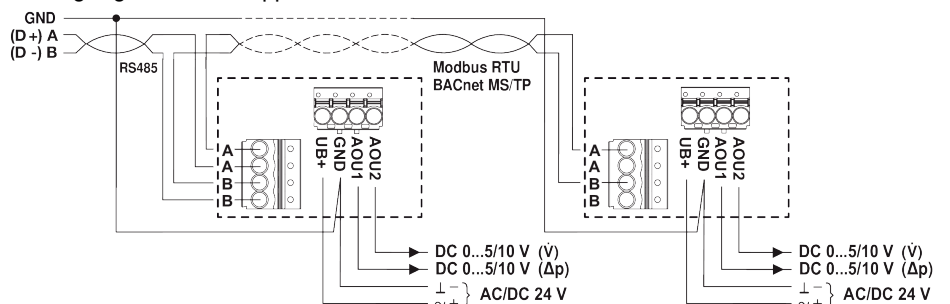 GND
(D+) A
(D -) B
RS485
Modbus RTU
BACnet MS/TP
UB+
GND
AOU1
AOU2
UB+
GND
AOU1
AOU2
A
A
B
B
A
A
B
B
DC 0...5/10 V (V̇)
DC 0...5/10 V (Δp)
⊥ –
~/+
AC/DC 24 V
DC 0...5/10 V (V̇)
DC 0...5/10 V (Δp)
⊥ –
~/+
AC/DC 24 V